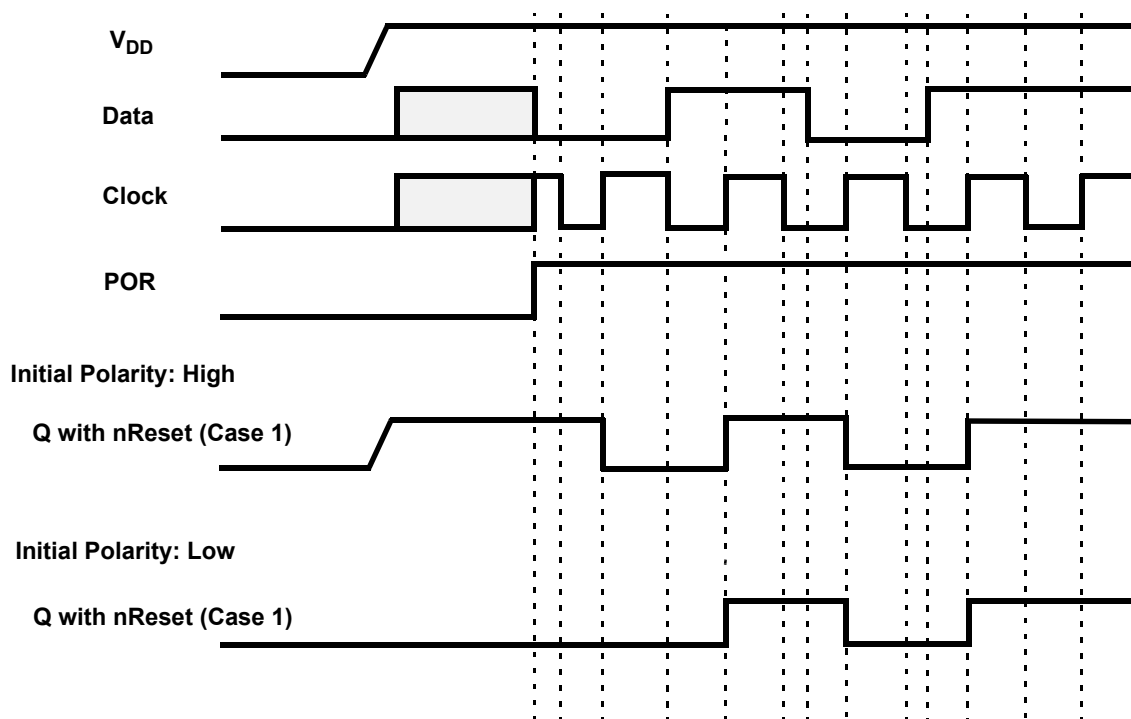 VDD
Data
Clock
POR
Initial Polarity: High
Q with nReset (Case 1)
Initial Polarity: Low
Q with nReset (Case 1)